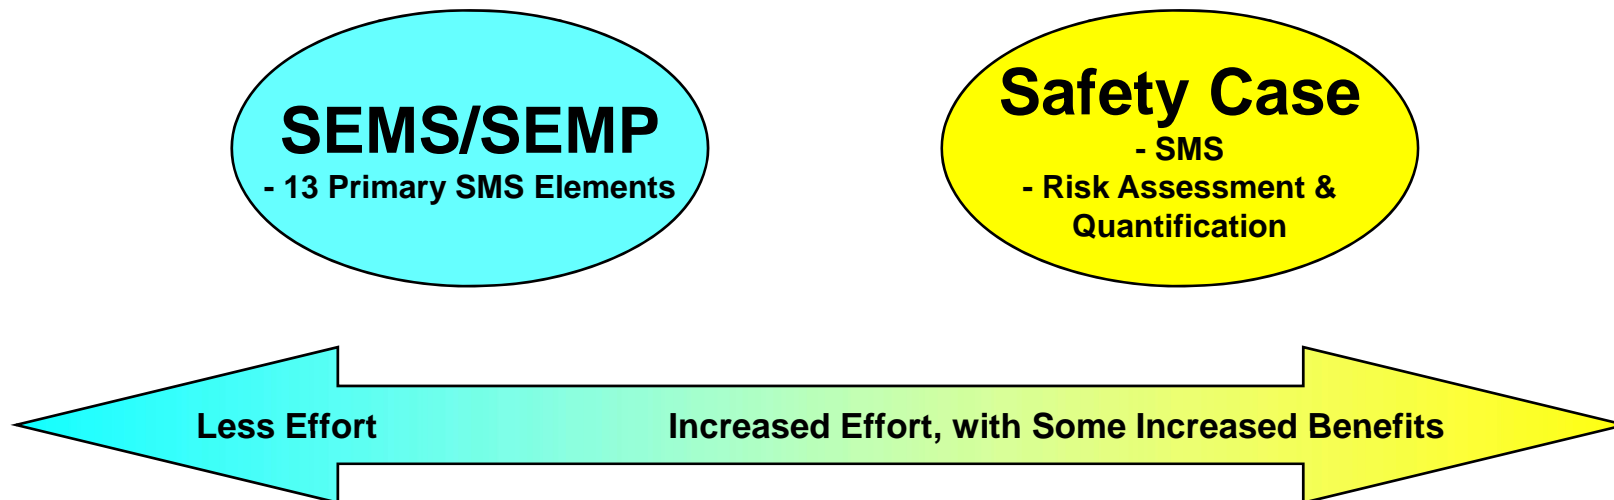 SEMS/SEMP
- 13 Primary SMS Elements
Safety Case
- SMS
- Risk Assessment &
Quantification
Less Effort
Increased Effort, with Some Increased Benefits